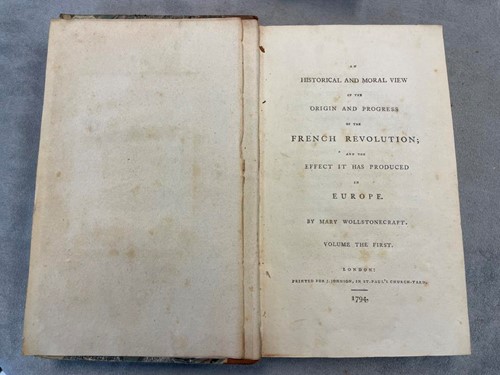 AN
HISTORICAL AND MORAL VIEW
OF THE
ORIGIN AND PROGRESS
OF THE
FRENCH REVOLUTION;
AND THE
EFFECT IT HAS PRODUCED
IN
EUROPE.
BY MARY WOLLSTONECRAFT.
VOLUME THE FIRST.
LONDON:
PRINTED FOR J. JOHNSON, IN ST. PAUL'S CHURCH-YARD.
1794.